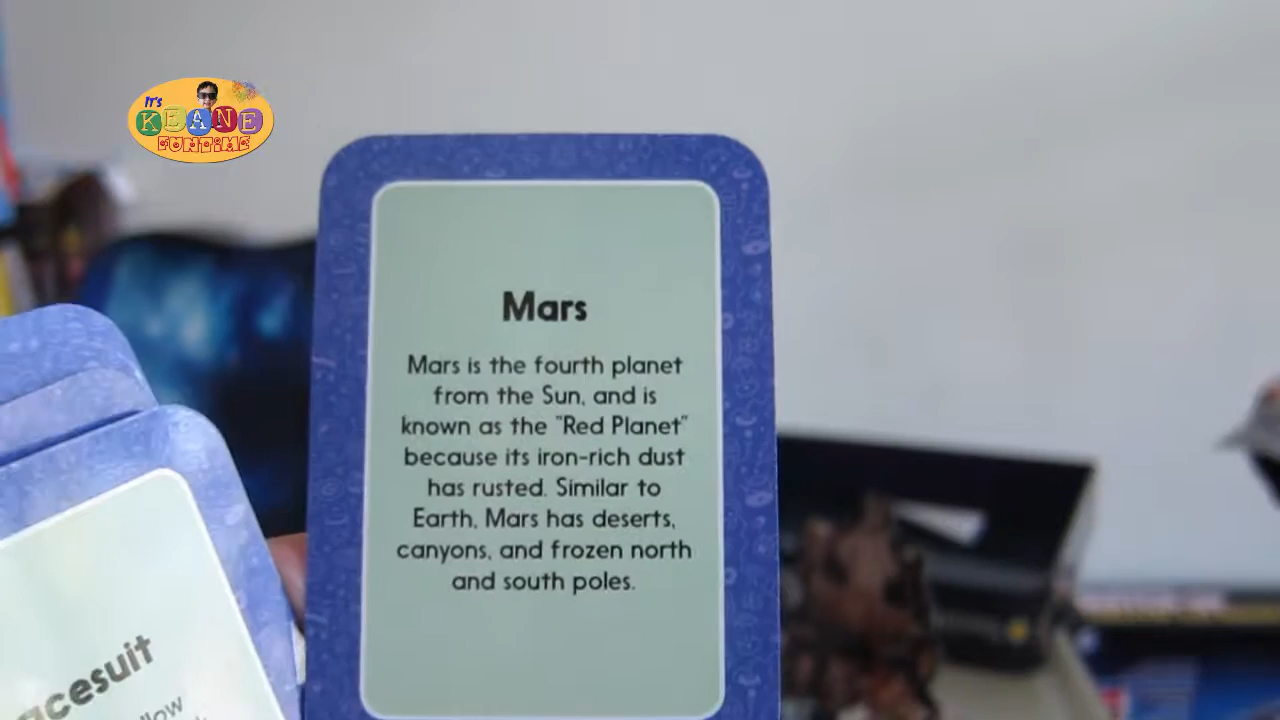 IT'S
KEANE
FUNTIME
Mars
Mars is the fourth planet
from the Sun, and is
known as the "Red Planet"
because its iron-rich dust
has rusted. Similar to
Earth, Mars has deserts,
canyons, and frozen north
and south poles.
acesuit
llow